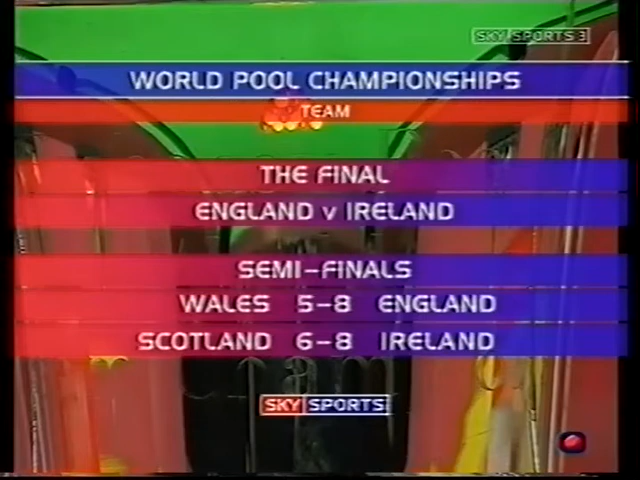 SKY SPORTS 3
WORLD POOL CHAMPIONSHIPS
TEAM
THE FINAL
ENGLAND v IRELAND
SEMI-FINALS
WALES 5-8 ENGLAND
SCOTLAND 6-8 IRELAND
SKY SPORTS